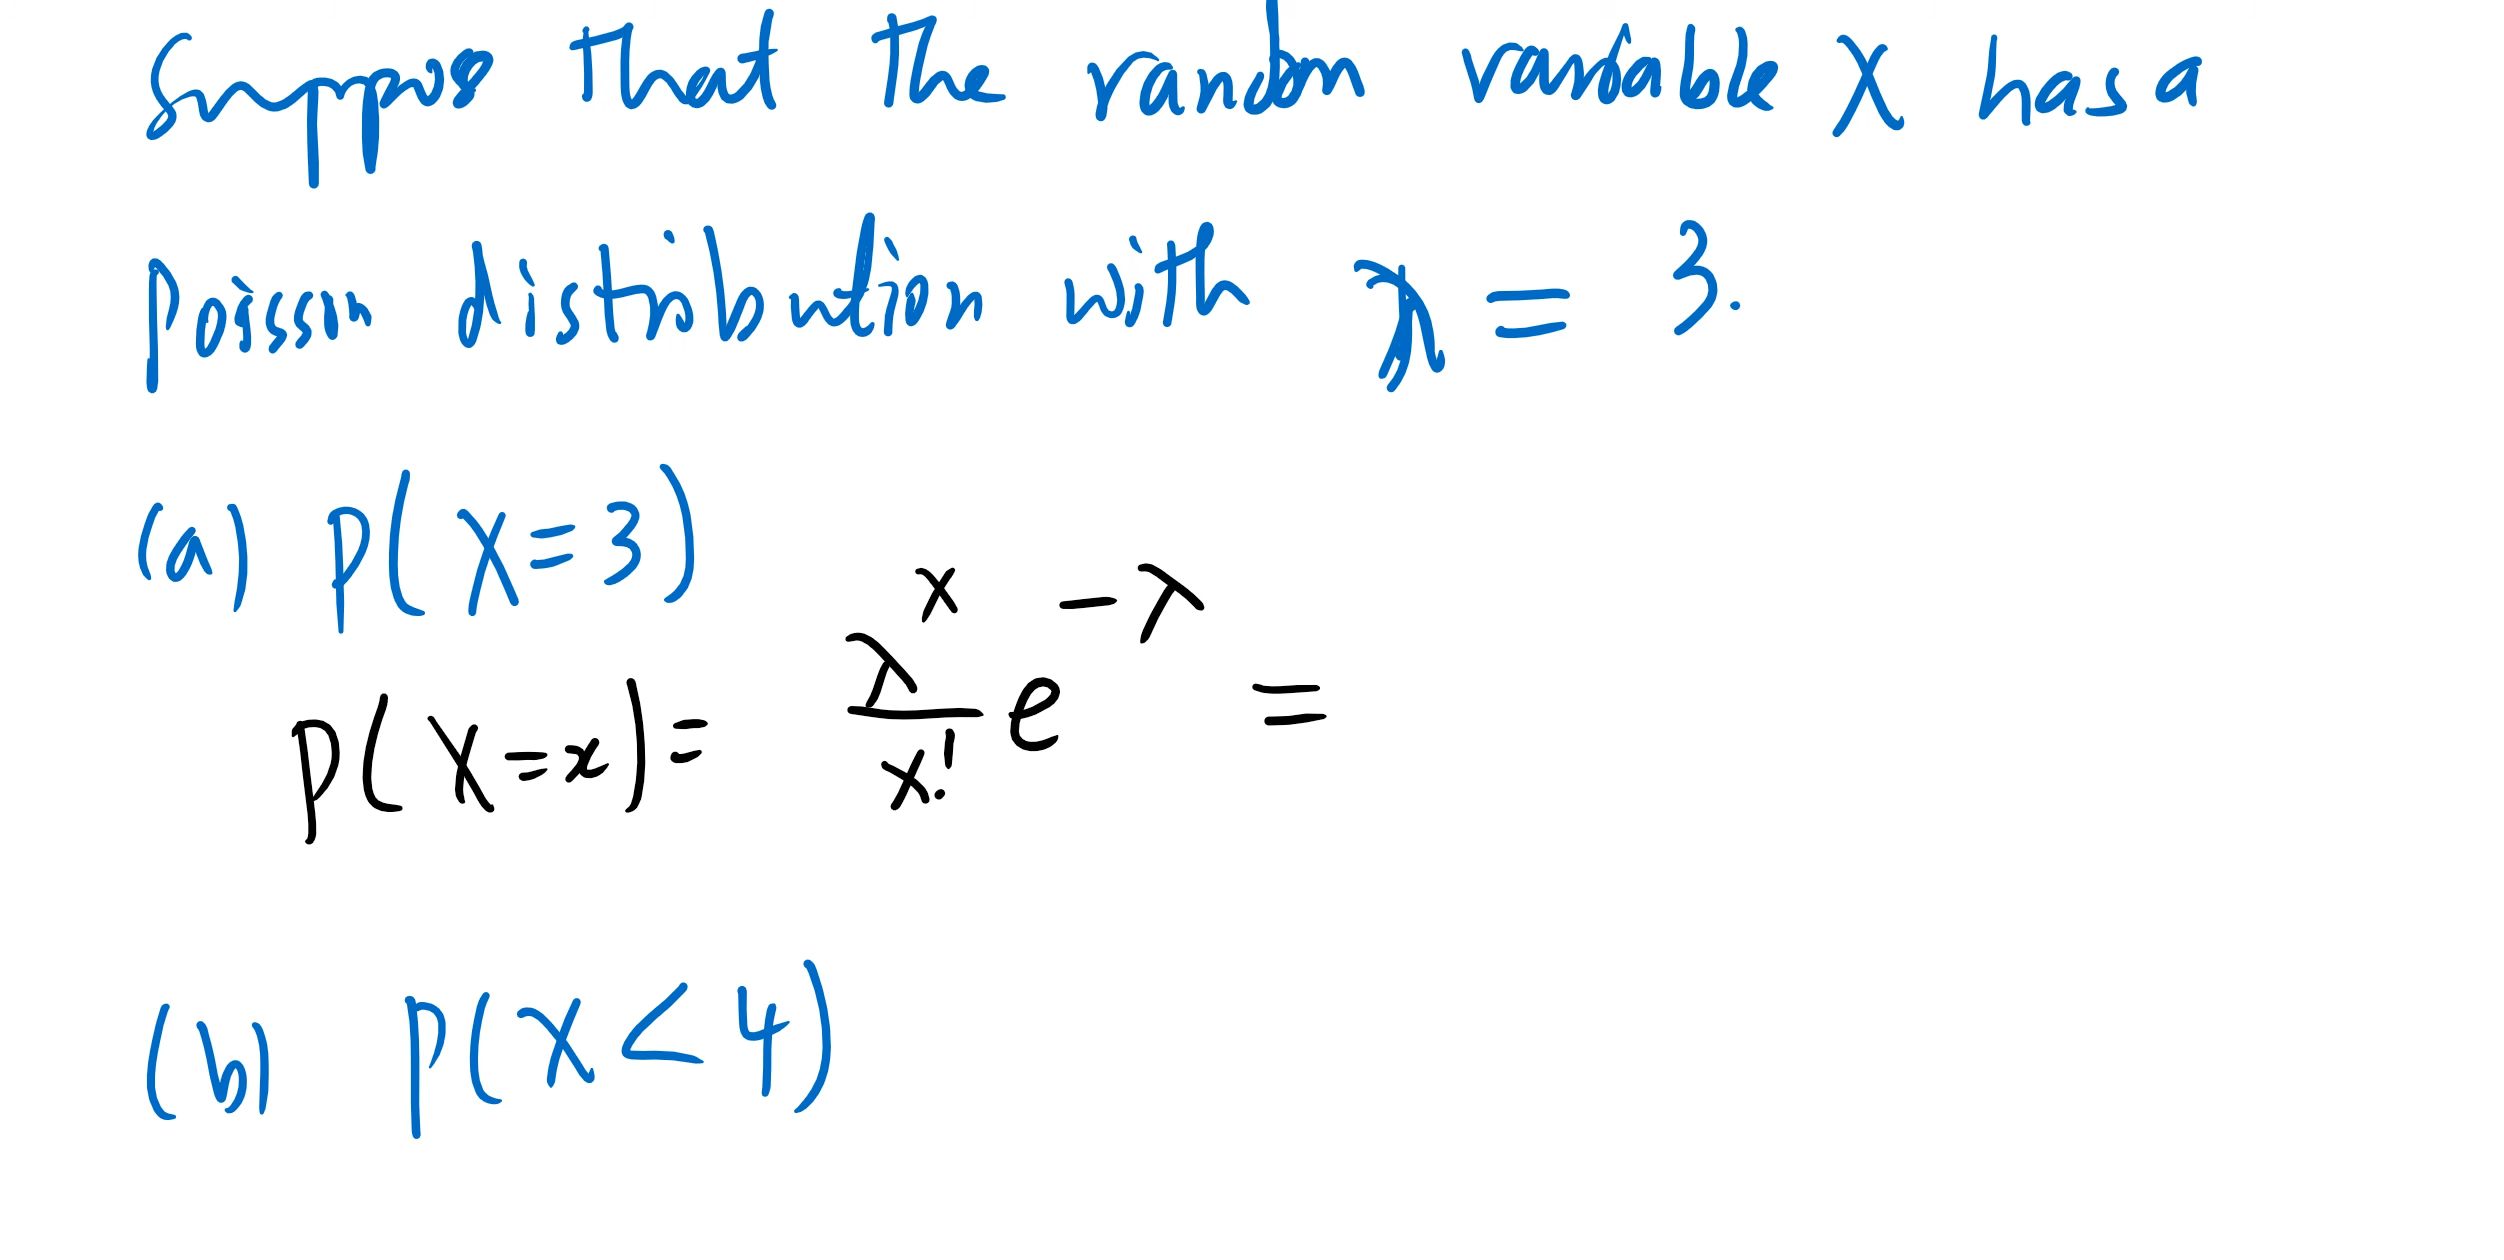 Suppose that the random variable X has a
poisson distribution with λ = 3.
(a) P(X = 3)
P(X = x) = λ^x/x! e^-λ =
(b) P(X < 4)